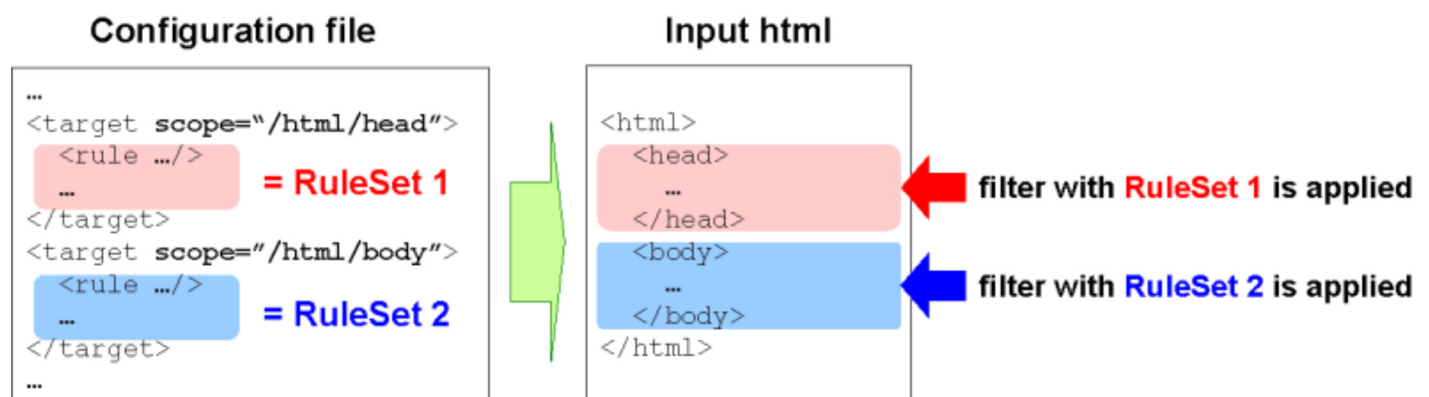 Configuration file
…
<target scope=“/html/head”>
<rule …/>
…
= RuleSet 1
</target>
<target scope=”/html/body”>
<rule …/>
…
= RuleSet 2
</target>
…
Input html
<html>
<head>
…
</head>
<body>
…
</body>
</html>
filter with RuleSet 1 is applied
filter with RuleSet 2 is applied